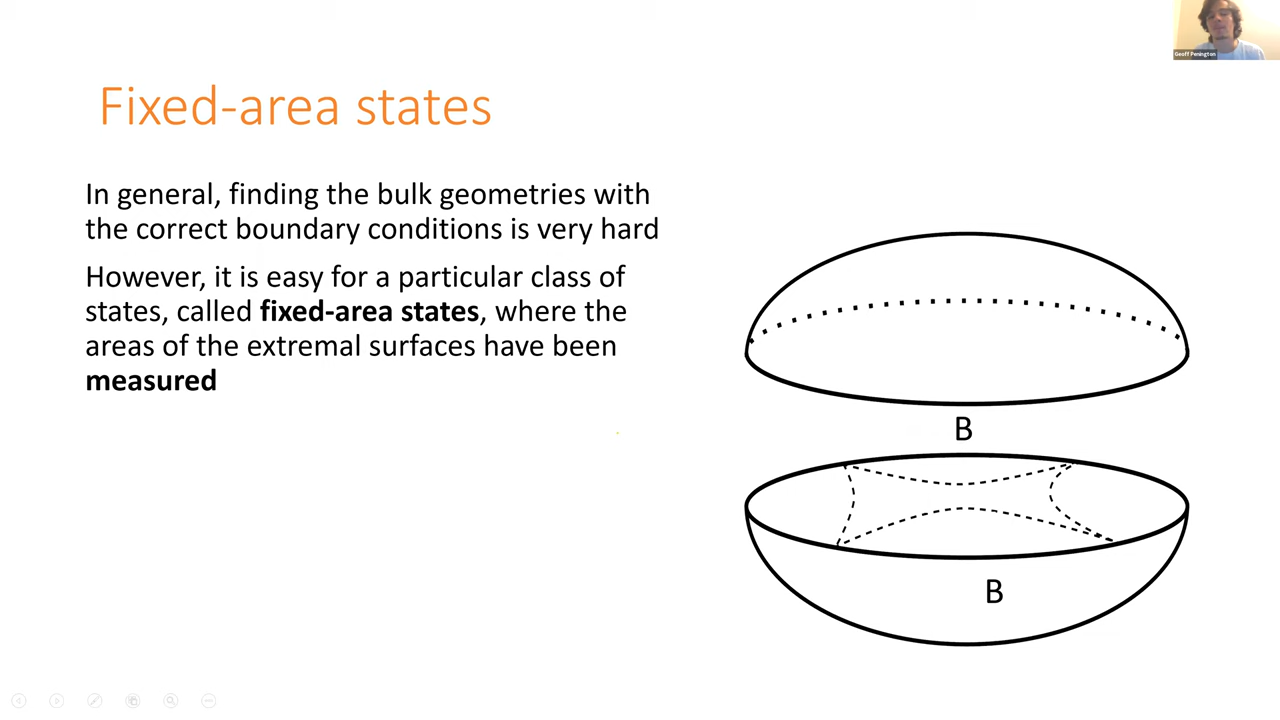 Geoff Penington
Fixed-area states
In general, finding the bulk geometries with
the correct boundary conditions is very hard
However, it is easy for a particular class of
states, called fixed-area states, where the
areas of the extremal surfaces have been
measured
B
B